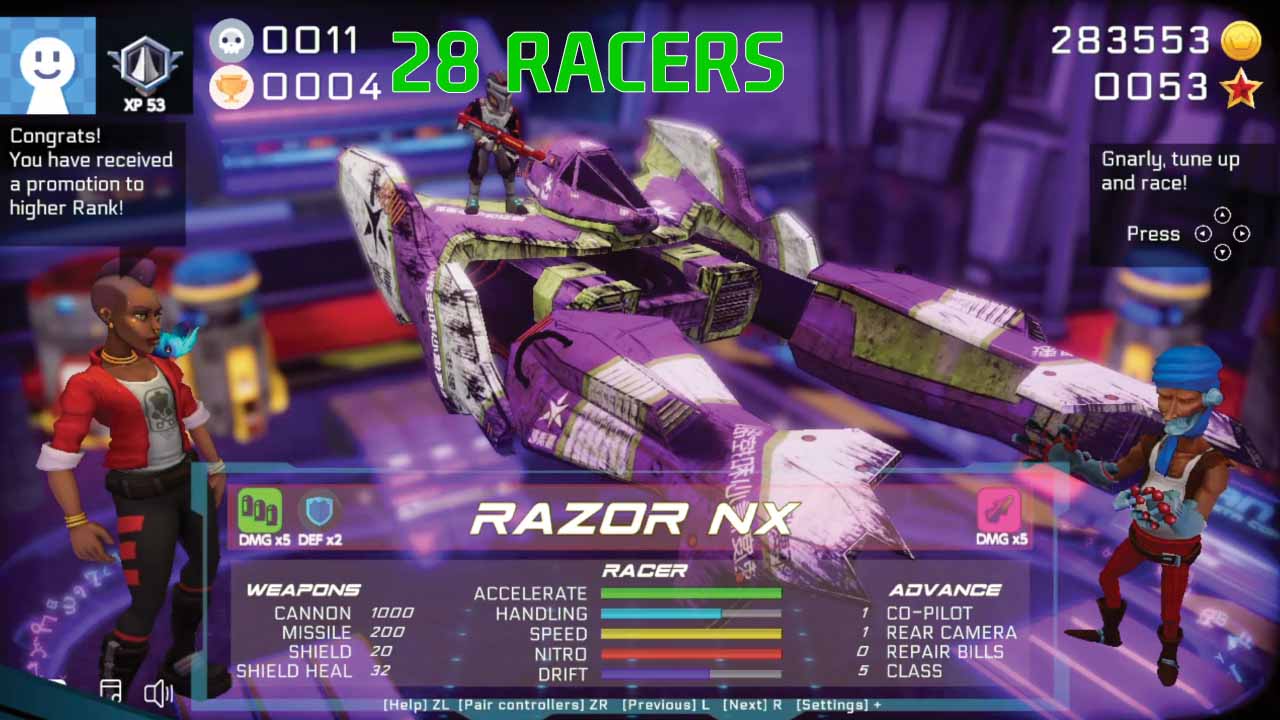 0011
0004
28 RACERS
283553
0053
XP 53
Congrats!
You have received
a promotion to
higher Rank!
Gnarly, tune up
and race!
Press
DMG x5 DEF x2
RAZOR NX
DMG x5
WEAPONS
CANNON 1000
MISSILE 200
SHIELD 20
SHIELD HEAL 32
RACER
ACCELERATE
HANDLING
SPEED
NITRO
DRIFT
ADVANCE
1 CO-PILOT
1 REAR CAMERA
0 REPAIR BILLS
5 CLASS
[Help] ZL [Pair controllers] ZR [Previous] L [Next] R [Settings] +